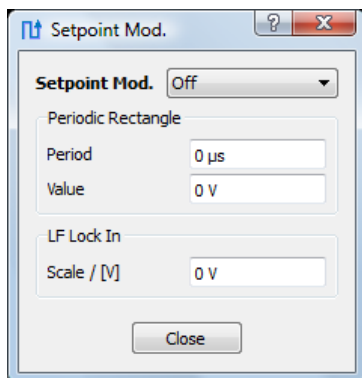 Setpoint Mod.
Setpoint Mod. Off
Periodic Rectangle
Period 0 µs
Value 0 V
LF Lock In
Scale / [V] 0 V
Close